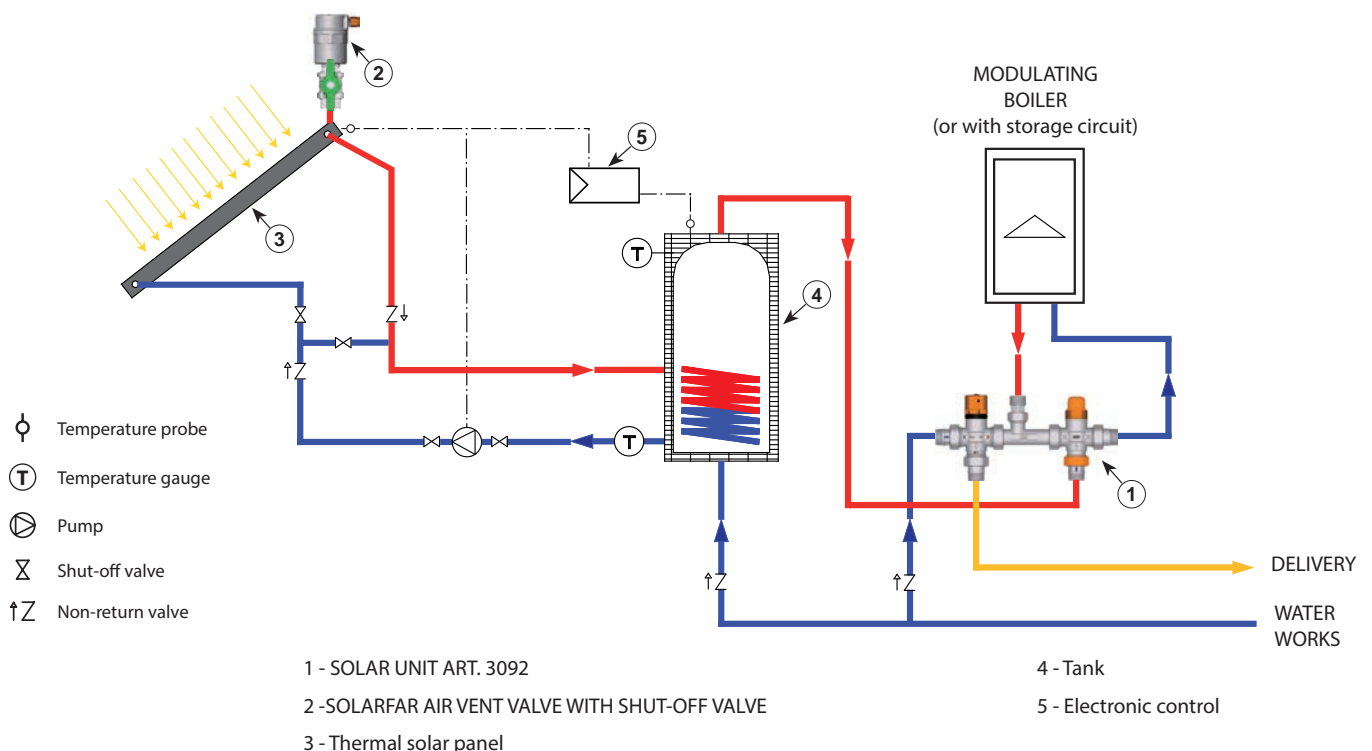 2
MODULATING
BOILER
(or with storage circuit)
5
3
T
4
Temperature probe
T
T Temperature gauge
1
Pump
Shut-off valve
DELIVERY
Non-return valve
WATER
WORKS
1 - SOLAR UNIT ART. 3092
2 -SOLARFAR AIR VENT VALVE WITH SHUT-OFF VALVE
3 - Thermal solar panel
4 - Tank
5 - Electronic control